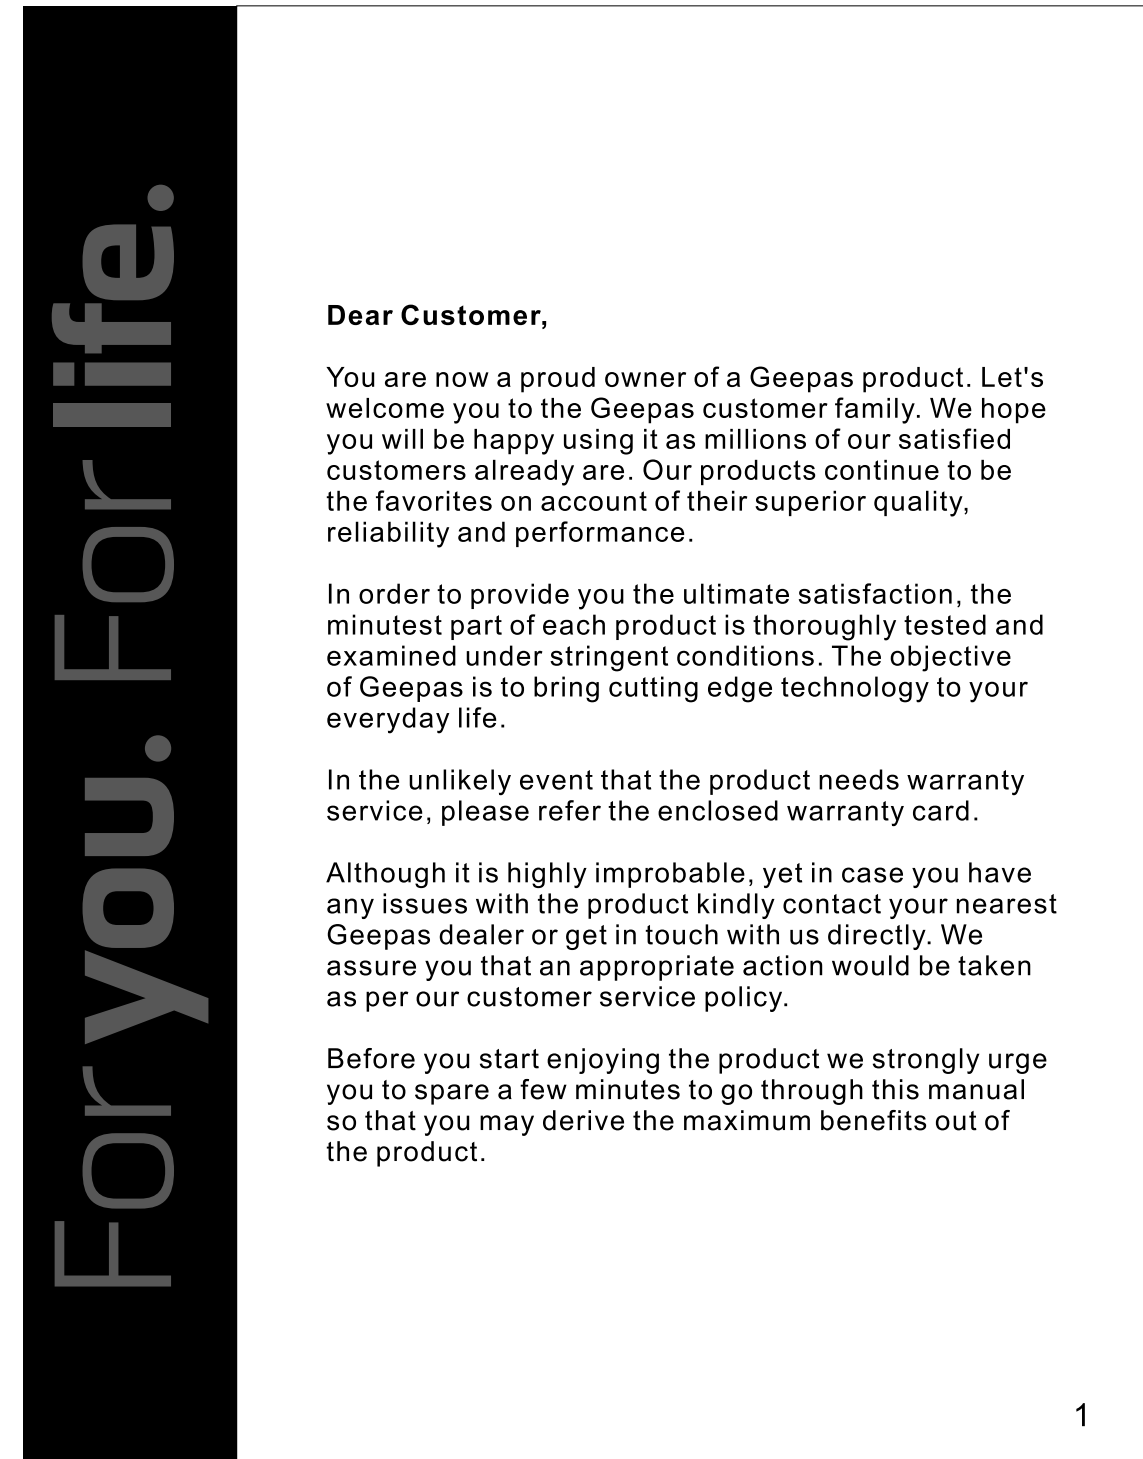 For you. For life.
Dear Customer,
You are now a proud owner of a Geepas product. Let's
welcome you to the Geepas customer family. We hope
you will be happy using it as millions of our satisfied
customers already are. Our products continue to be
the favorites on account of their superior quality,
reliability and performance.
In order to provide you the ultimate satisfaction, the
minutest part of each product is thoroughly tested and
examined under stringent conditions. The objective
of Geepas is to bring cutting edge technology to your
everyday life.
In the unlikely event that the product needs warranty
service, please refer the enclosed warranty card.
Although it is highly improbable, yet in case you have
any issues with the product kindly contact your nearest
Geepas dealer or get in touch with us directly. We
assure you that an appropriate action would be taken
as per our customer service policy.
Before you start enjoying the product we strongly urge
you to spare a few minutes to go through this manual
so that you may derive the maximum benefits out of
the product.
1